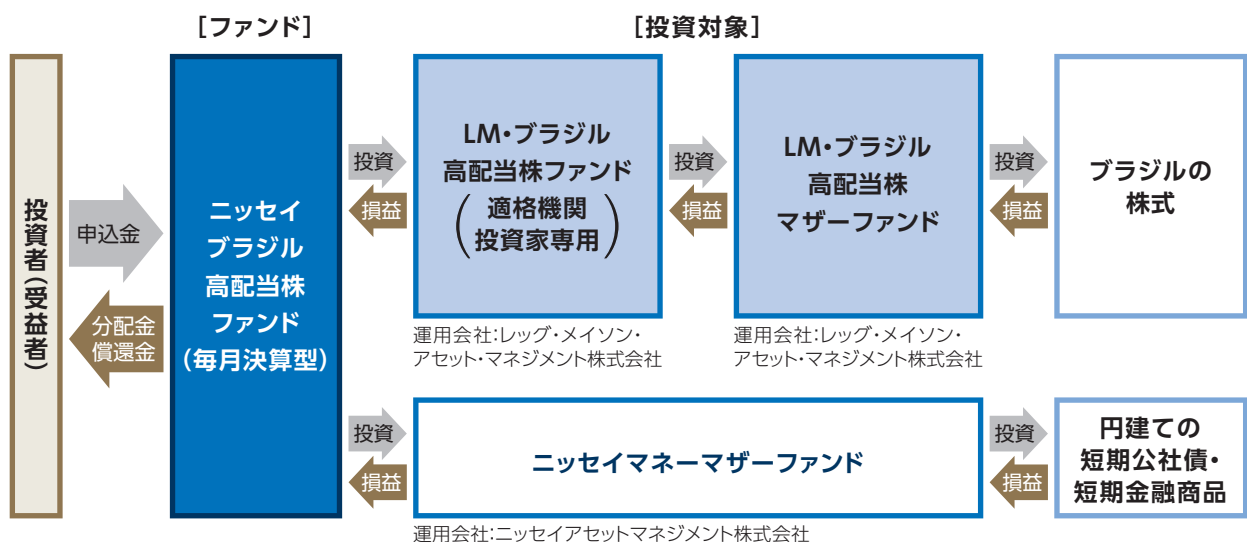 ［ファンド］
［投資対象］
投資者（受益者）
申込金
分配金
償還金
ニッセイ
ブラジル
高配当株
ファンド
（毎月決算型）
投資
損益
LM・ブラジル
高配当株ファンド
（適格機関
投資家専用）
運用会社：レッグ・メイソン・
アセット・マネジメント株式会社
投資
損益
LM・ブラジル
高配当株
マザーファンド
運用会社：レッグ・メイソン・
アセット・マネジメント株式会社
投資
損益
ブラジルの
株式
投資
損益
ニッセイマネーマザーファンド
運用会社：ニッセイアセットマネジメント株式会社
投資
損益
円建ての
短期公社債・
短期金融商品